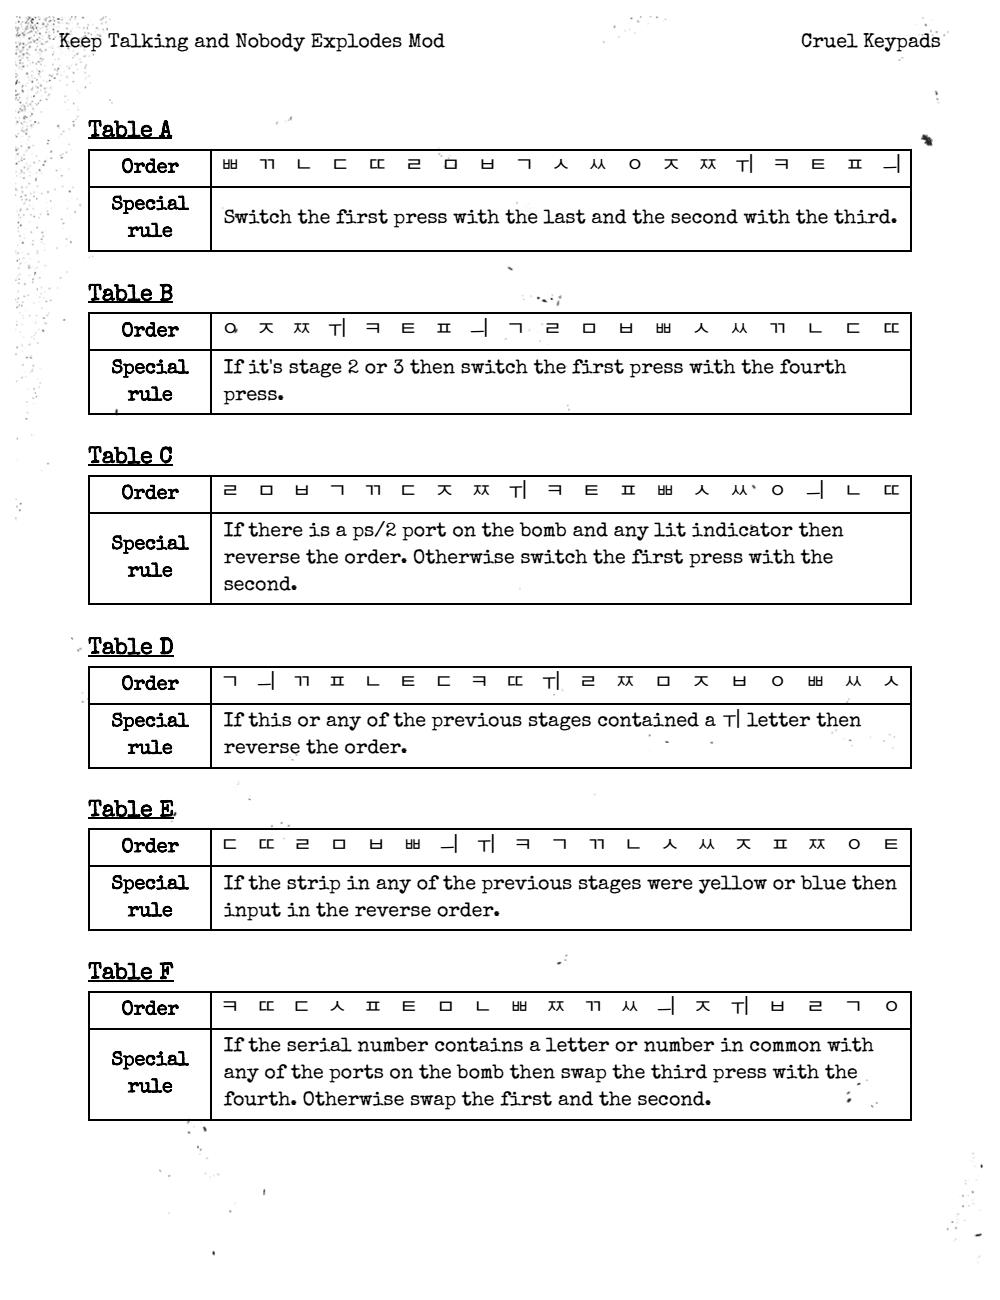 Keep Talking and Nobody Explodes Mod Cruel Keypads
Table A
Order ㅃ ㄲ ㄴ ㄷ ㄸ ㄹ ㅁ ㅂ ㄱ ㅅ ㅆ ㅇ ㅈ ㅉ ㅜㅣ ㅋ ㅌ ㅍ ㅢ
Special
rule
Switch the first press with the last and the second with the third.
Table B
Order ㅇ ㅈ ㅉ ㅜㅣ ㅋ ㅌ ㅍ ㅢ ㄱ ㄹ ㅁ ㅂ ㅃ ㅅ ㅆ ㄲ ㄴ ㄷ ㄸ
Special
rule
If it's stage 2 or 3 then switch the first press with the fourth
press.
Table C
Order ㄹ ㅁ ㅂ ㄱ ㄲ ㄷ ㅈ ㅉ ㅜㅣ ㅋ ㅌ ㅍ ㅃ ㅅ ㅆ ㅇ ㅢ ㄴ ㄸ
Special
rule
If there is a ps/2 port on the bomb and any lit indicator then
reverse the order. Otherwise switch the first press with the
second.
Table D
Order ㄱ ㅢ ㄲ ㅍ ㄴ ㅌ ㄷ ㅋ ㄸ ㅜㅣ ㄹ ㅉ ㅁ ㅈ ㅂ ㅇ ㅃ ㅆ ㅅ
Special
rule
If this or any of the previous stages contained a ㅜㅣ letter then
reverse the order.
Table E
Order ㄷ ㄸ ㄹ ㅁ ㅂ ㅃ ㅢ ㅜㅣ ㅋ ㄱ ㄲ ㄴ ㅅ ㅆ ㅈ ㅍ ㅉ ㅇ ㅌ
Special
rule
If the strip in any of the previous stages were yellow or blue then
input in the reverse order.
Table F
Order ㅋ ㄸ ㄷ ㅅ ㅍ ㅌ ㅁ ㄴ ㅃ ㅉ ㄲ ㅆ ㅢ ㅈ ㅜㅣ ㅂ ㄹ ㄱ ㅇ
Special
rule
If the serial number contains a letter or number in common with
any of the ports on the bomb then swap the third press with the
fourth. Otherwise swap the first and the second.